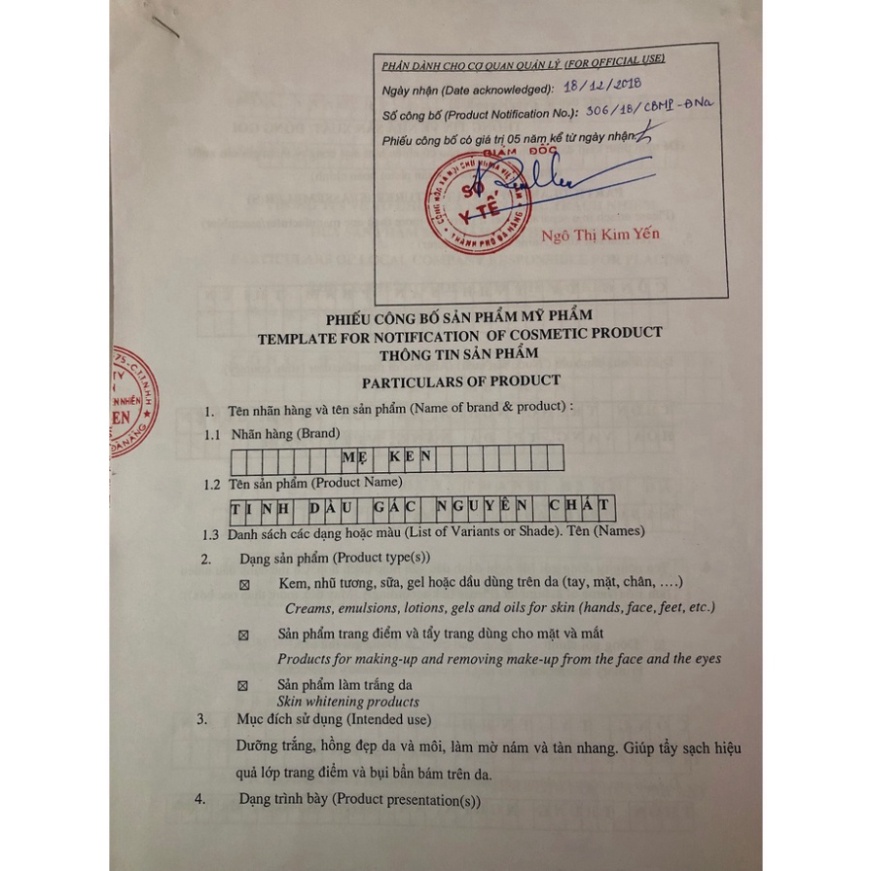 PHẦN DÀNH CHO CƠ QUAN QUẢN LÝ (FOR OFFICIAL USE)
Ngày nhận (Date acknowledged): 18/12/2018
Số công bố (Product Notification No.): 306/18/CBMP-ĐNa
Phiếu công bố có giá trị 05 năm kể từ ngày nhận.
GIÁM ĐỐC
SỞ
Y TẾ
THÀNH PHỐ ĐÀ NẴNG
Ngô Thị Kim Yến
PHIẾU CÔNG BỐ SẢN PHẨM MỸ PHẨM
TEMPLATE FOR NOTIFICATION OF COSMETIC PRODUCT
THÔNG TIN SẢN PHẨM
PARTICULARS OF PRODUCT
1. Tên nhãn hàng và tên sản phẩm (Name of brand & product) :
1.1 Nhãn hàng (Brand)
MẸ KEN
1.2 Tên sản phẩm (Product Name)
TINH DẦU GẤC NGUYÊN CHẤT
1.3 Danh sách các dạng hoặc màu (List of Variants or Shade). Tên (Names)
2. Dạng sản phẩm (Product type(s))
☒ Kem, nhũ tương, sữa, gel hoặc dầu dùng trên da (tay, mặt, chân, ….)
Creams, emulsions, lotions, gels and oils for skin (hands, face, feet, etc.)
☒ Sản phẩm trang điểm và tẩy trang dùng cho mặt và mắt
Products for making-up and removing make-up from the face and the eyes
☒ Sản phẩm làm trắng da
Skin whitening products
3. Mục đích sử dụng (Intended use)
Dưỡng trắng, hồng đẹp da và môi, làm mờ nám và tàn nhang. Giúp tẩy sạch hiệu
quả lớp trang điểm và bụi bẩn bám trên da.
4. Dạng trình bày (Product presentation(s))